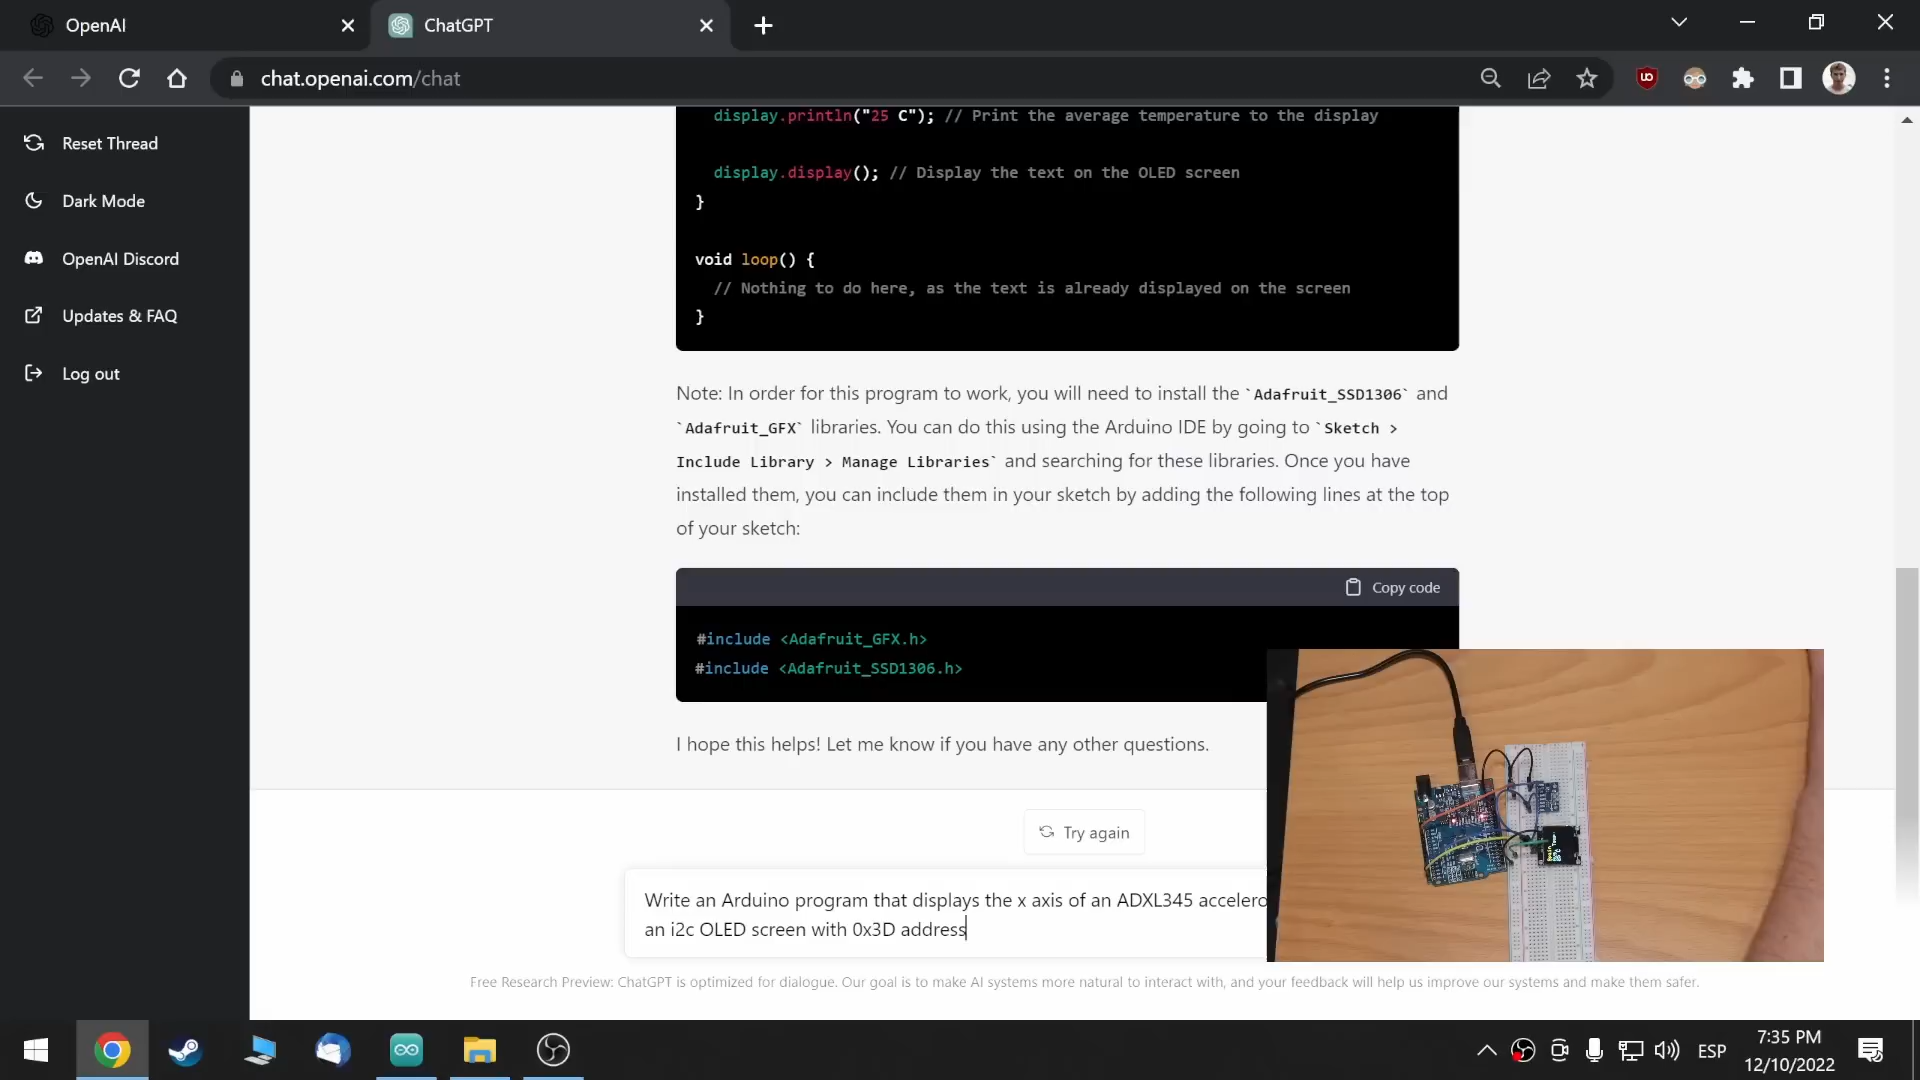 OpenAI
ChatGPT
chat.openai.com/chat
Reset Thread
Dark Mode
OpenAI Discord
Updates & FAQ
Log out
display.println("25 C"); // Print the average temperature to the display
display.display(); // Display the text on the OLED screen
}
void loop() {
// Nothing to do here, as the text is already displayed on the screen
}
Note: In order for this program to work, you will need to install the `Adafruit_SSD1306` and
`Adafruit_GFX` libraries. You can do this using the Arduino IDE by going to `Sketch >
Include Library > Manage Libraries` and searching for these libraries. Once you have
installed them, you can include them in your sketch by adding the following lines at the top
of your sketch:
Copy code
#include <Adafruit_GFX.h>
#include <Adafruit_SSD1306.h>
I hope this helps! Let me know if you have any other questions.
Try again
Write an Arduino program that displays the x axis of an ADXL345 accelero
an i2c OLED screen with 0x3D address
Free Research Preview: ChatGPT is optimized for dialogue. Our goal is to make AI systems more natural to interact with, and your feedback will help us improve our systems and make them safer.
ESP
7:35 PM
12/10/2022